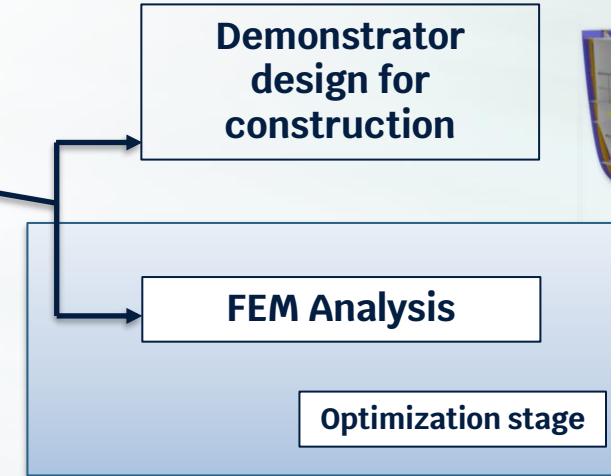 Demonstrator
design for
construction
FEM Analysis
Optimization stage